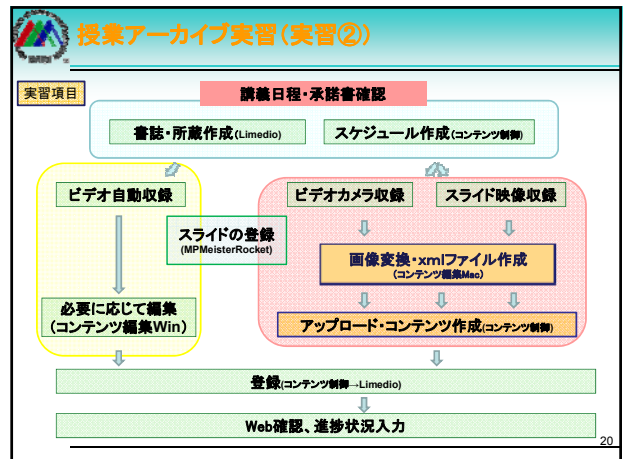 授業アーカイブ実習(実習②)
実習項目
講義日程・承諾書確認
書誌・所蔵作成(Limedio)
スケジュール作成(コンテンツ制御)
ビデオ自動収録
ビデオカメラ収録
スライド映像収録
スライドの登録
(MPMeisterRocket)
画像変換・xmlファイル作成
(コンテンツ編集Mac)
必要に応じて編集
(コンテンツ編集Win)
アップロード・コンテンツ作成(コンテンツ制御)
登録(コンテンツ制御→Limedio)
Web確認、進捗状況入力
20